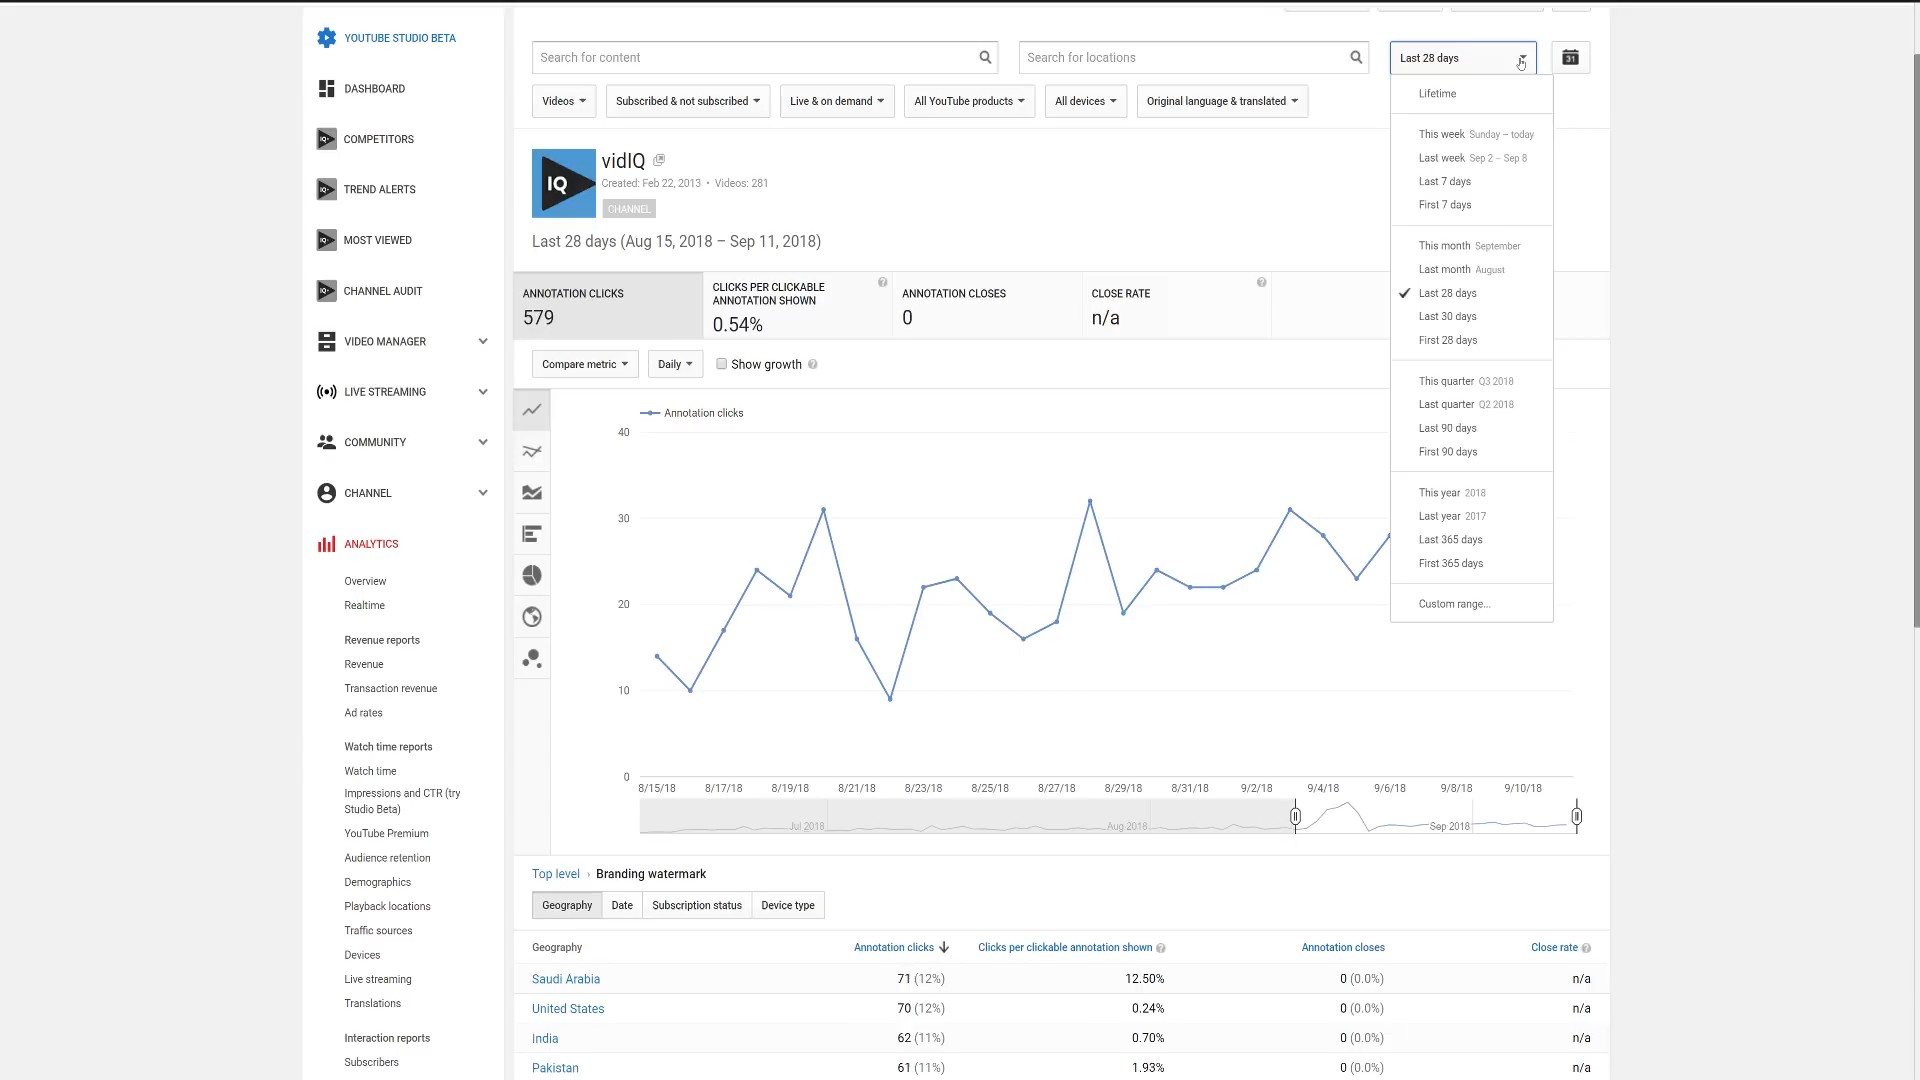 YOUTUBE STUDIO BETA
DASHBOARD
COMPETITORS
TREND ALERTS
MOST VIEWED
CHANNEL AUDIT
VIDEO MANAGER
LIVE STREAMING
COMMUNITY
CHANNEL
ANALYTICS
Overview
Realtime
Revenue reports
Revenue
Transaction revenue
Ad rates
Watch time reports
Watch time
Impressions and CTR (try
Studio Beta)
YouTube Premium
Audience retention
Demographics
Playback locations
Traffic sources
Devices
Live streaming
Translations
Interaction reports
Subscribers
Search for content
Search for locations
Last 28 days
31
Videos
Subscribed & not subscribed
Live & on demand
All YouTube products
All devices
Original language & translated
IQ
vidIQ
Created: Feb 22, 2013 • Videos: 281
CHANNEL
Last 28 days (Aug 15, 2018 – Sep 11, 2018)
ANNOTATION CLICKS
579
CLICKS PER CLICKABLE
ANNOTATION SHOWN
0.54%
ANNOTATION CLOSES
0
CLOSE RATE
n/a
Compare metric
Daily
Show growth
Lifetime
This week Sunday – today
Last week Sep 2 – Sep 8
Last 7 days
First 7 days
This month September
Last month August
Last 28 days
Last 30 days
First 28 days
This quarter Q3 2018
Last quarter Q2 2018
Last 90 days
First 90 days
This year 2018
Last year 2017
Last 365 days
First 365 days
Custom range...
Annotation clicks
40
30
20
10
0
8/15/18 8/17/18 8/19/18 8/21/18 8/23/18 8/25/18 8/27/18 8/29/18 8/31/18 9/2/18 9/4/18 9/6/18 9/8/18 9/10/18
Jul 2018 Aug 2018 Sep 2018
Top level › Branding watermark
Geography Date Subscription status Device type
Geography Annotation clicks Clicks per clickable annotation shown Annotation closes Close rate
Saudi Arabia 71 (12%) 12.50% 0 (0.0%) n/a
United States 70 (12%) 0.24% 0 (0.0%) n/a
India 62 (11%) 0.70% 0 (0.0%) n/a
Pakistan 61 (11%) 1.93% 0 (0.0%) n/a